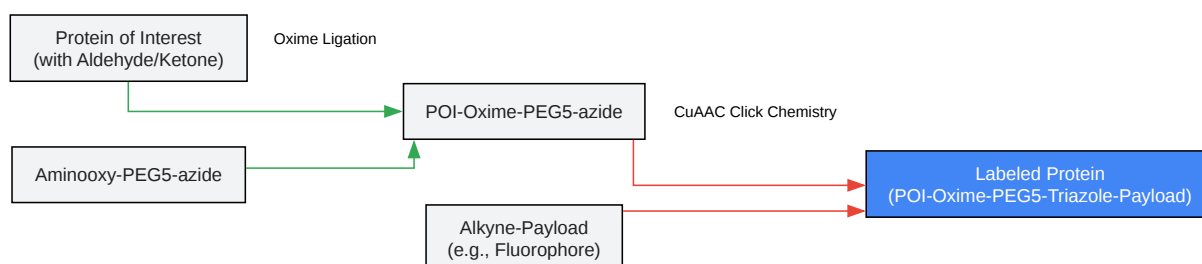 Protein of Interest
(with Aldehyde/Ketone)
Oxime Ligation
POI-Oxime-PEG5-azide
CuAAC Click Chemistry
Aminooxy-PEG5-azide
Labeled Protein
(POI-Oxime-PEG5-Triazole-Payload)
Alkyne-Payload
(e.g., Fluorophore)